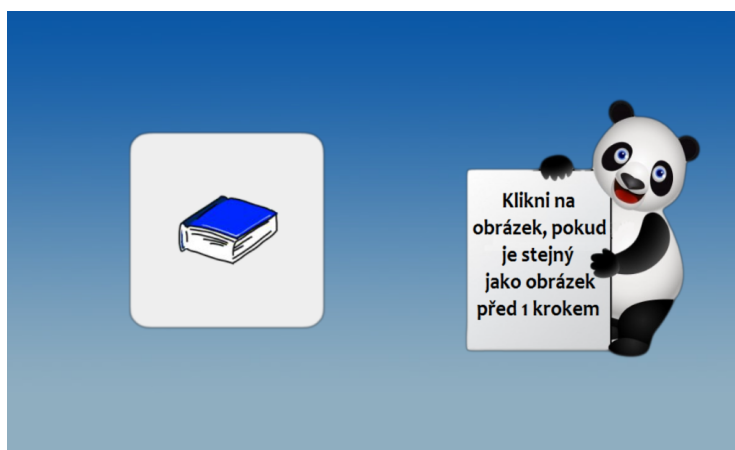 Klikni na
obrázek, pokud
je stejný
jako obrázek
před 1 krokem